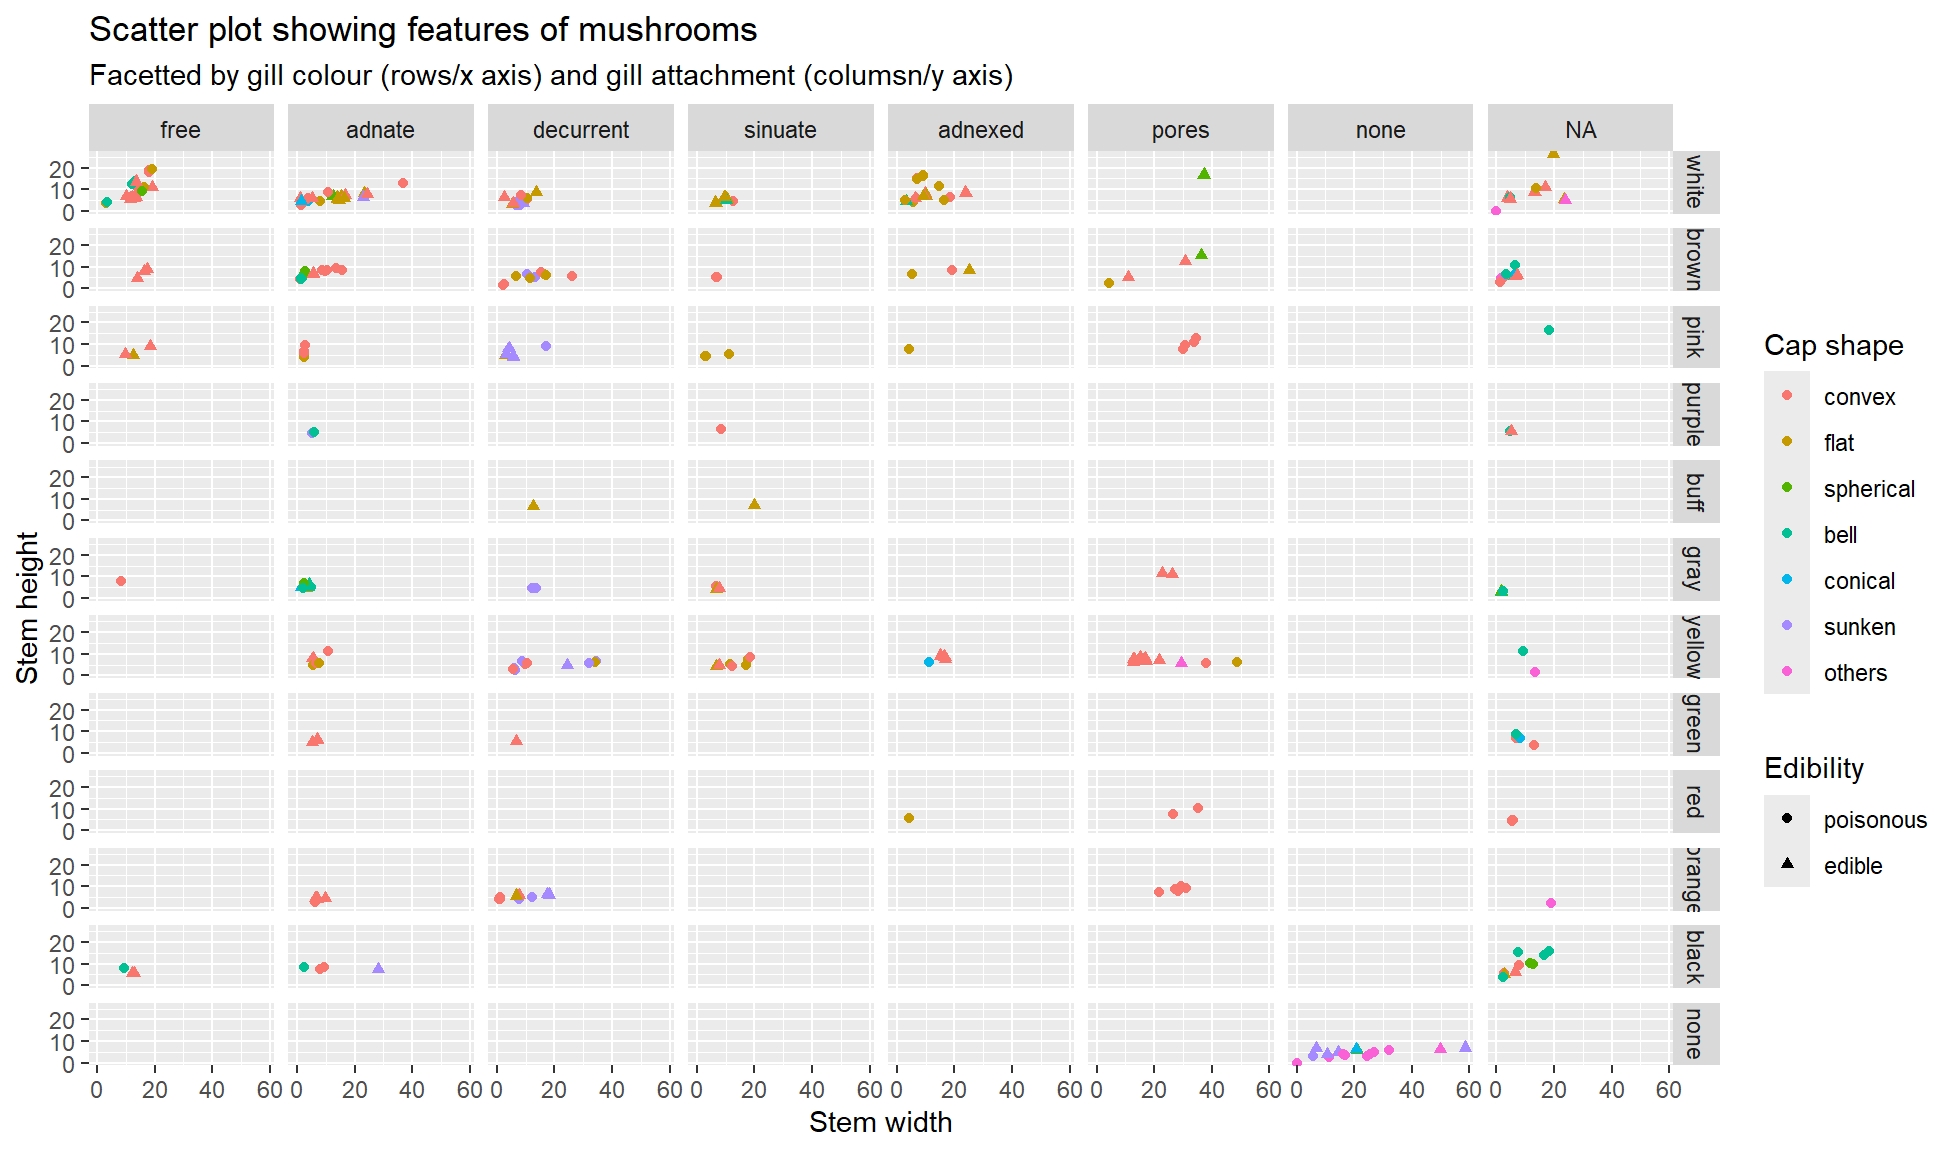 Scatter plot showing features of mushrooms
Facetted by gill colour (rows/x axis) and gill attachment (columsn/y axis)
free adnate decurrent sinuate adnexed pores none NA
20 10 0 white
20 10 0 brown
20 10 0 pink
20 10 0 purple
20 10 0 buff
20 10 0 gray
20 10 0 yellow
20 10 0 green
20 10 0 red
20 10 0 orange
20 10 0 black
20 10 0 none
0 20 40 60 0 20 40 60 0 20 40 60 0 20 40 60 0 20 40 60 0 20 40 60 0 20 40 60 0 20 40 60
Stem width
Stem height
Cap shape
convex
flat
spherical
bell
conical
sunken
others
Edibility
poisonous
edible